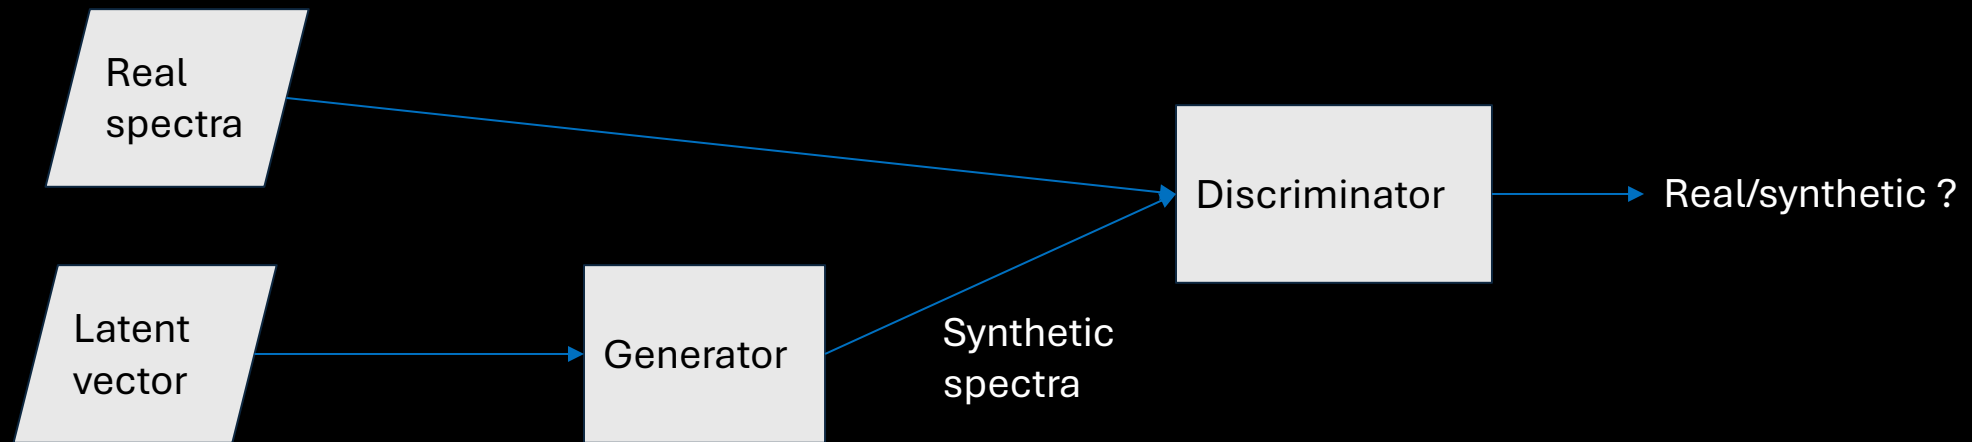 Real
spectra
Discriminator
Real/synthetic ?
Latent
vector
Generator
Synthetic
spectra